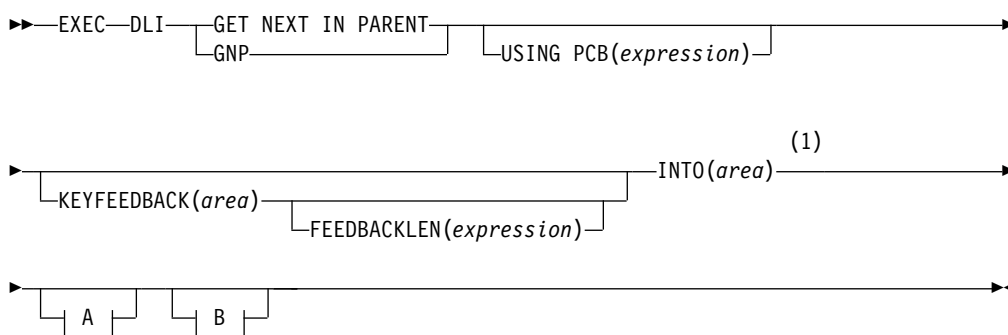 EXEC DLI GET NEXT IN PARENT
GNP USING PCB(expression)
(1)
INTO(area)
KEYFEEDBACK(area)
FEEDBACKLEN(expression)
A B